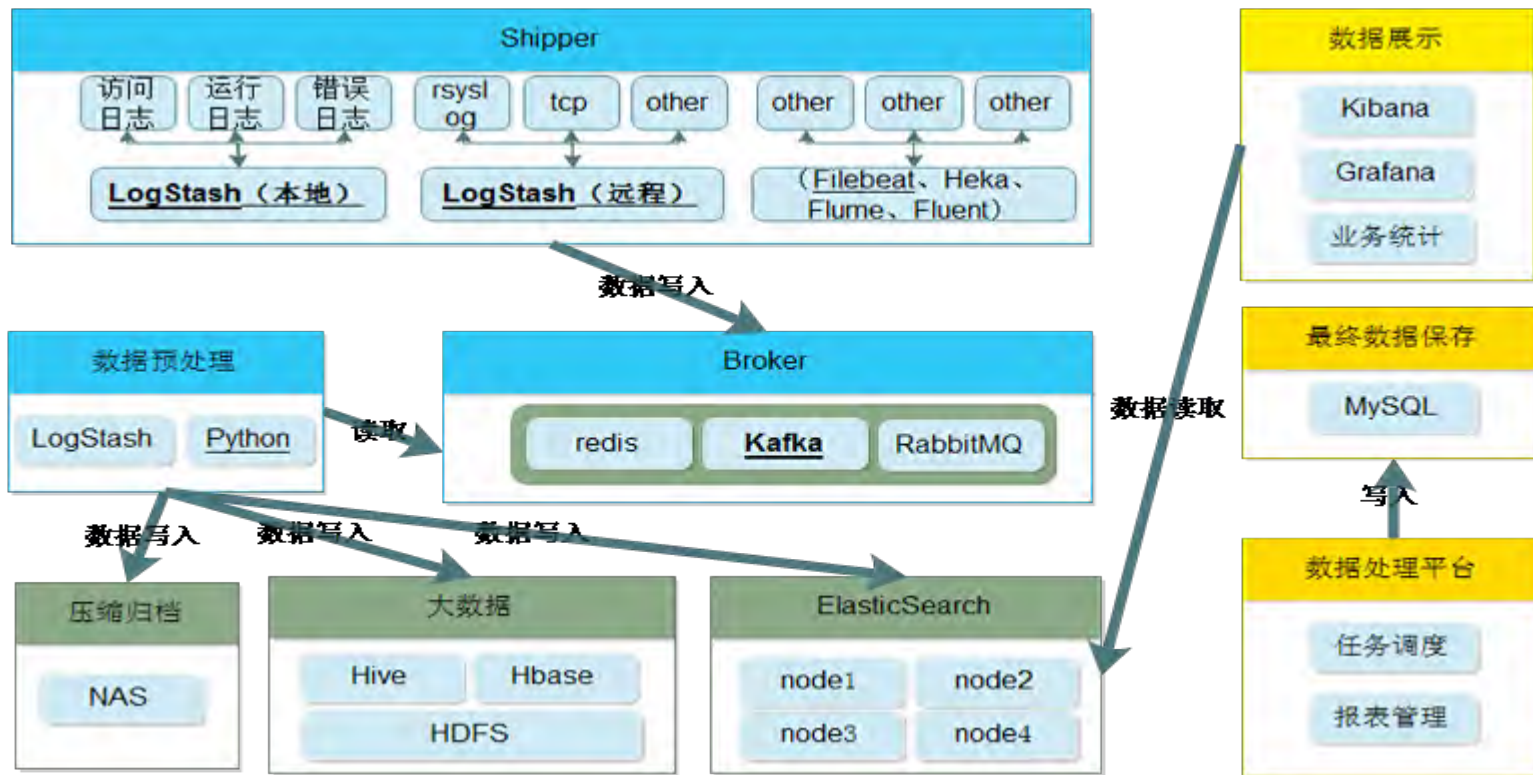 Shipper
访问
日志
运行
日志
错误
日志
rsysl
og
tcp
other
other
other
other
LogStash（本地）
LogStash（远程）
（Filebeat、Heka、
Flume、Fluent）
数据写入
数据预处理
LogStash
Python
读取
Broker
redis
Kafka
RabbitMQ
数据写入
数据写入
数据写入
压缩归档
NAS
大数据
Hive
Hbase
HDFS
ElasticSearch
node1
node2
node3
node4
数据读取
数据展示
Kibana
Grafana
业务统计
最终数据保存
MySQL
写入
数据处理平台
任务调度
报表管理